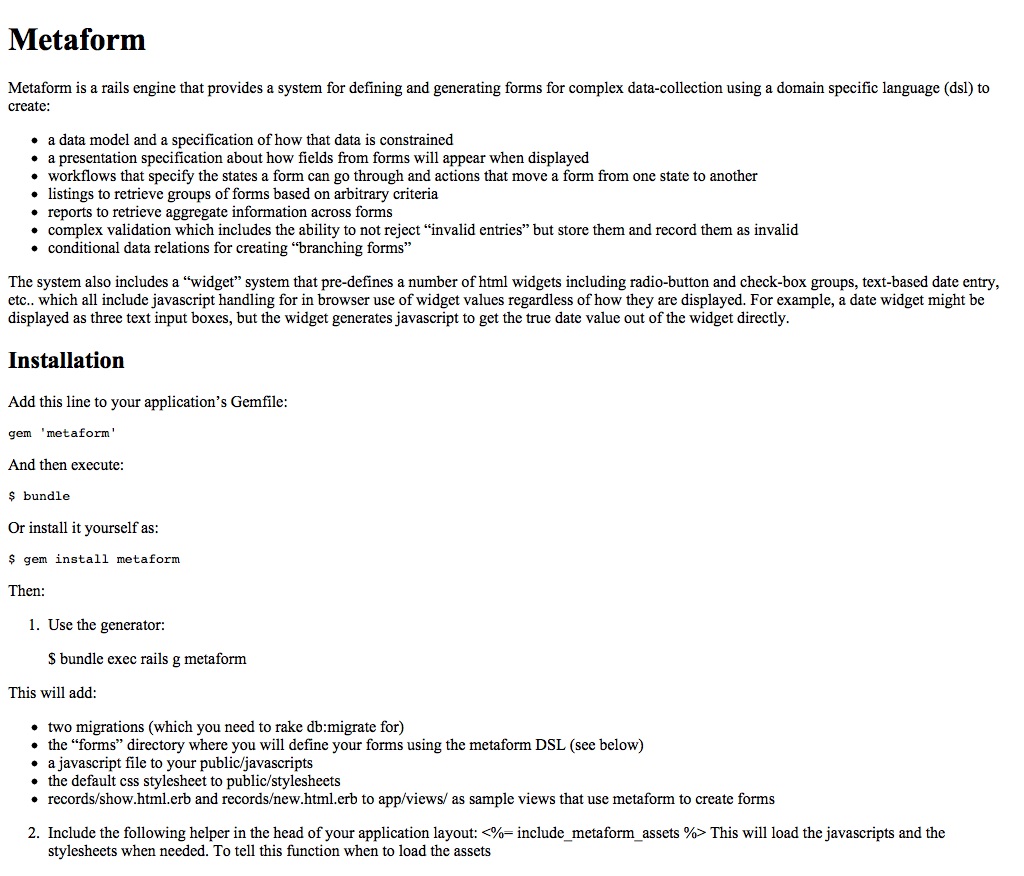 Metaform
Metaform is a rails engine that provides a system for defining and generating forms for complex data-collection using a domain specific language (dsl) to
create:
• a data model and a specification of how that data is constrained
• a presentation specification about how fields from forms will appear when displayed
• workflows that specify the states a form can go through and actions that move a form from one state to another
• listings to retrieve groups of forms based on arbitrary criteria
• reports to retrieve aggregate information across forms
• complex validation which includes the ability to not reject “invalid entries” but store them and record them as invalid
• conditional data relations for creating “branching forms”
The system also includes a “widget” system that pre-defines a number of html widgets including radio-button and check-box groups, text-based date entry,
etc.. which all include javascript handling for in browser use of widget values regardless of how they are displayed. For example, a date widget might be
displayed as three text input boxes, but the widget generates javascript to get the true date value out of the widget directly.
Installation
Add this line to your application’s Gemfile:
gem 'metaform'
And then execute:
$ bundle
Or install it yourself as:
$ gem install metaform
Then:
1. Use the generator:
$ bundle exec rails g metaform
This will add:
• two migrations (which you need to rake db:migrate for)
• the “forms” directory where you will define your forms using the metaform DSL (see below)
• a javascript file to your public/javascripts
• the default css stylesheet to public/stylesheets
• records/show.html.erb and records/new.html.erb to app/views/ as sample views that use metaform to create forms
2. Include the following helper in the head of your application layout: <%= include_metaform_assets %> This will load the javascripts and the
stylesheets when needed. To tell this function when to load the assets